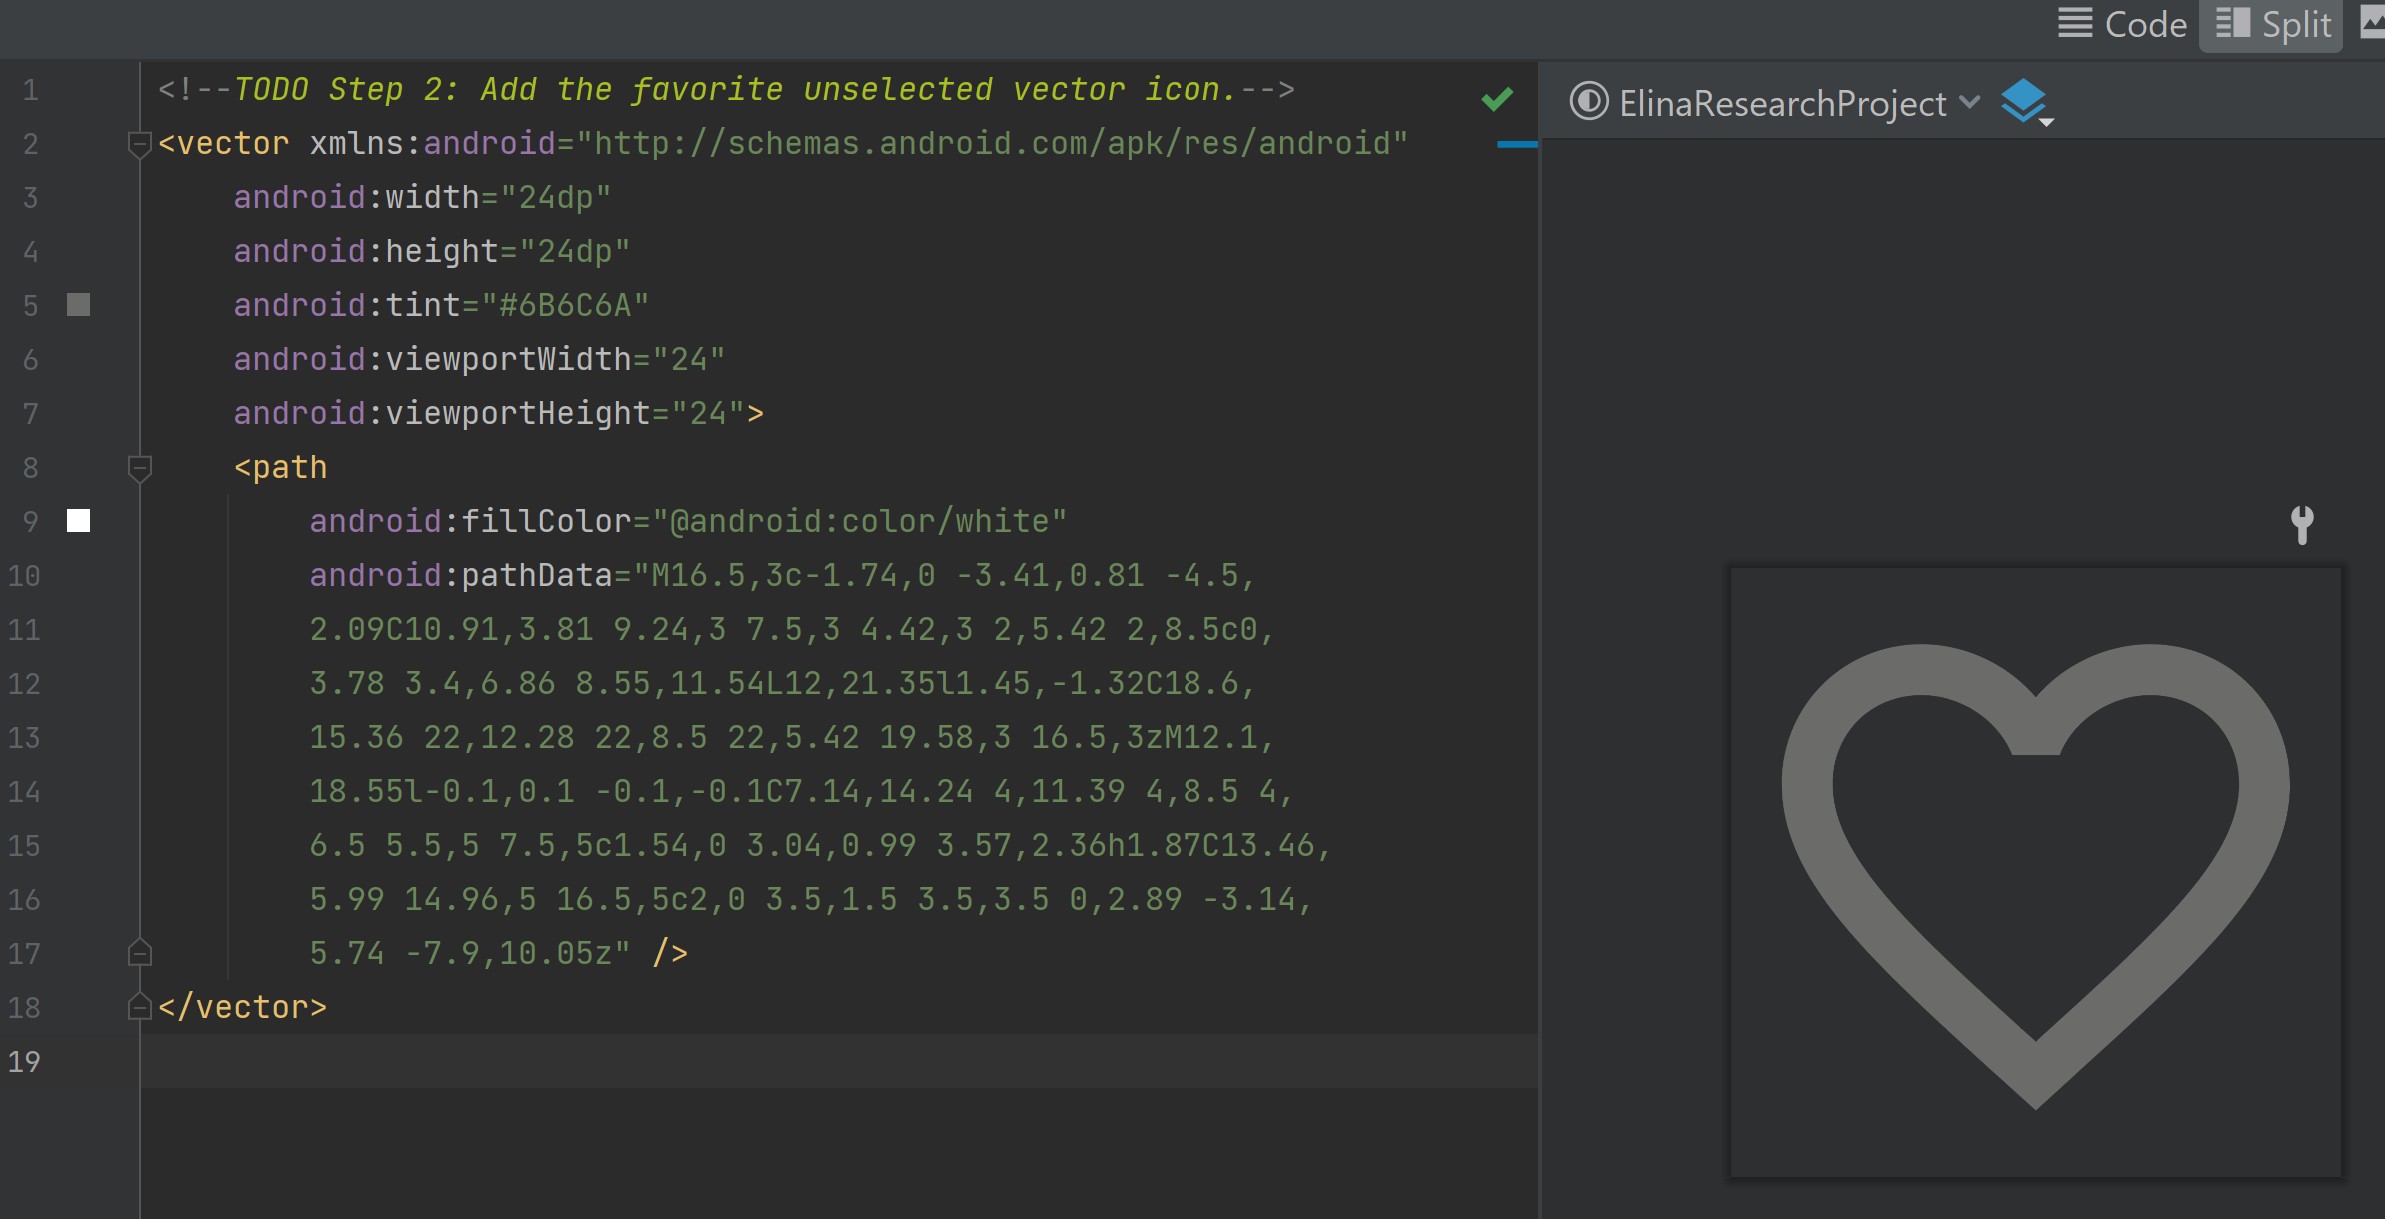 Code Split
ElinaResearchProject
1 <!--TODO Step 2: Add the favorite unselected vector icon.-->
2 <vector xmlns:android="http://schemas.android.com/apk/res/android"
3 android:width="24dp"
4 android:height="24dp"
5 android:tint="#6B6C6A"
6 android:viewportWidth="24"
7 android:viewportHeight="24">
8 <path
9 android:fillColor="@android:color/white"
10 android:pathData="M16.5,3c-1.74,0 -3.41,0.81 -4.5,
11 2.09C10.91,3.81 9.24,3 7.5,3 4.42,3 2,5.42 2,8.5c0,
12 3.78 3.4,6.86 8.55,11.54L12,21.35l1.45,-1.32C18.6,
13 15.36 22,12.28 22,8.5 22,5.42 19.58,3 16.5,3zM12.1,
14 18.55l-0.1,0.1 -0.1,-0.1C7.14,14.24 4,11.39 4,8.5 4,
15 6.5 5.5,5 7.5,5c1.54,0 3.04,0.99 3.57,2.36h1.87C13.46,
16 5.99 14.96,5 16.5,5c2,0 3.5,1.5 3.5,3.5 0,2.89 -3.14,
17 5.74 -7.9,10.05z" />
18 </vector>
19